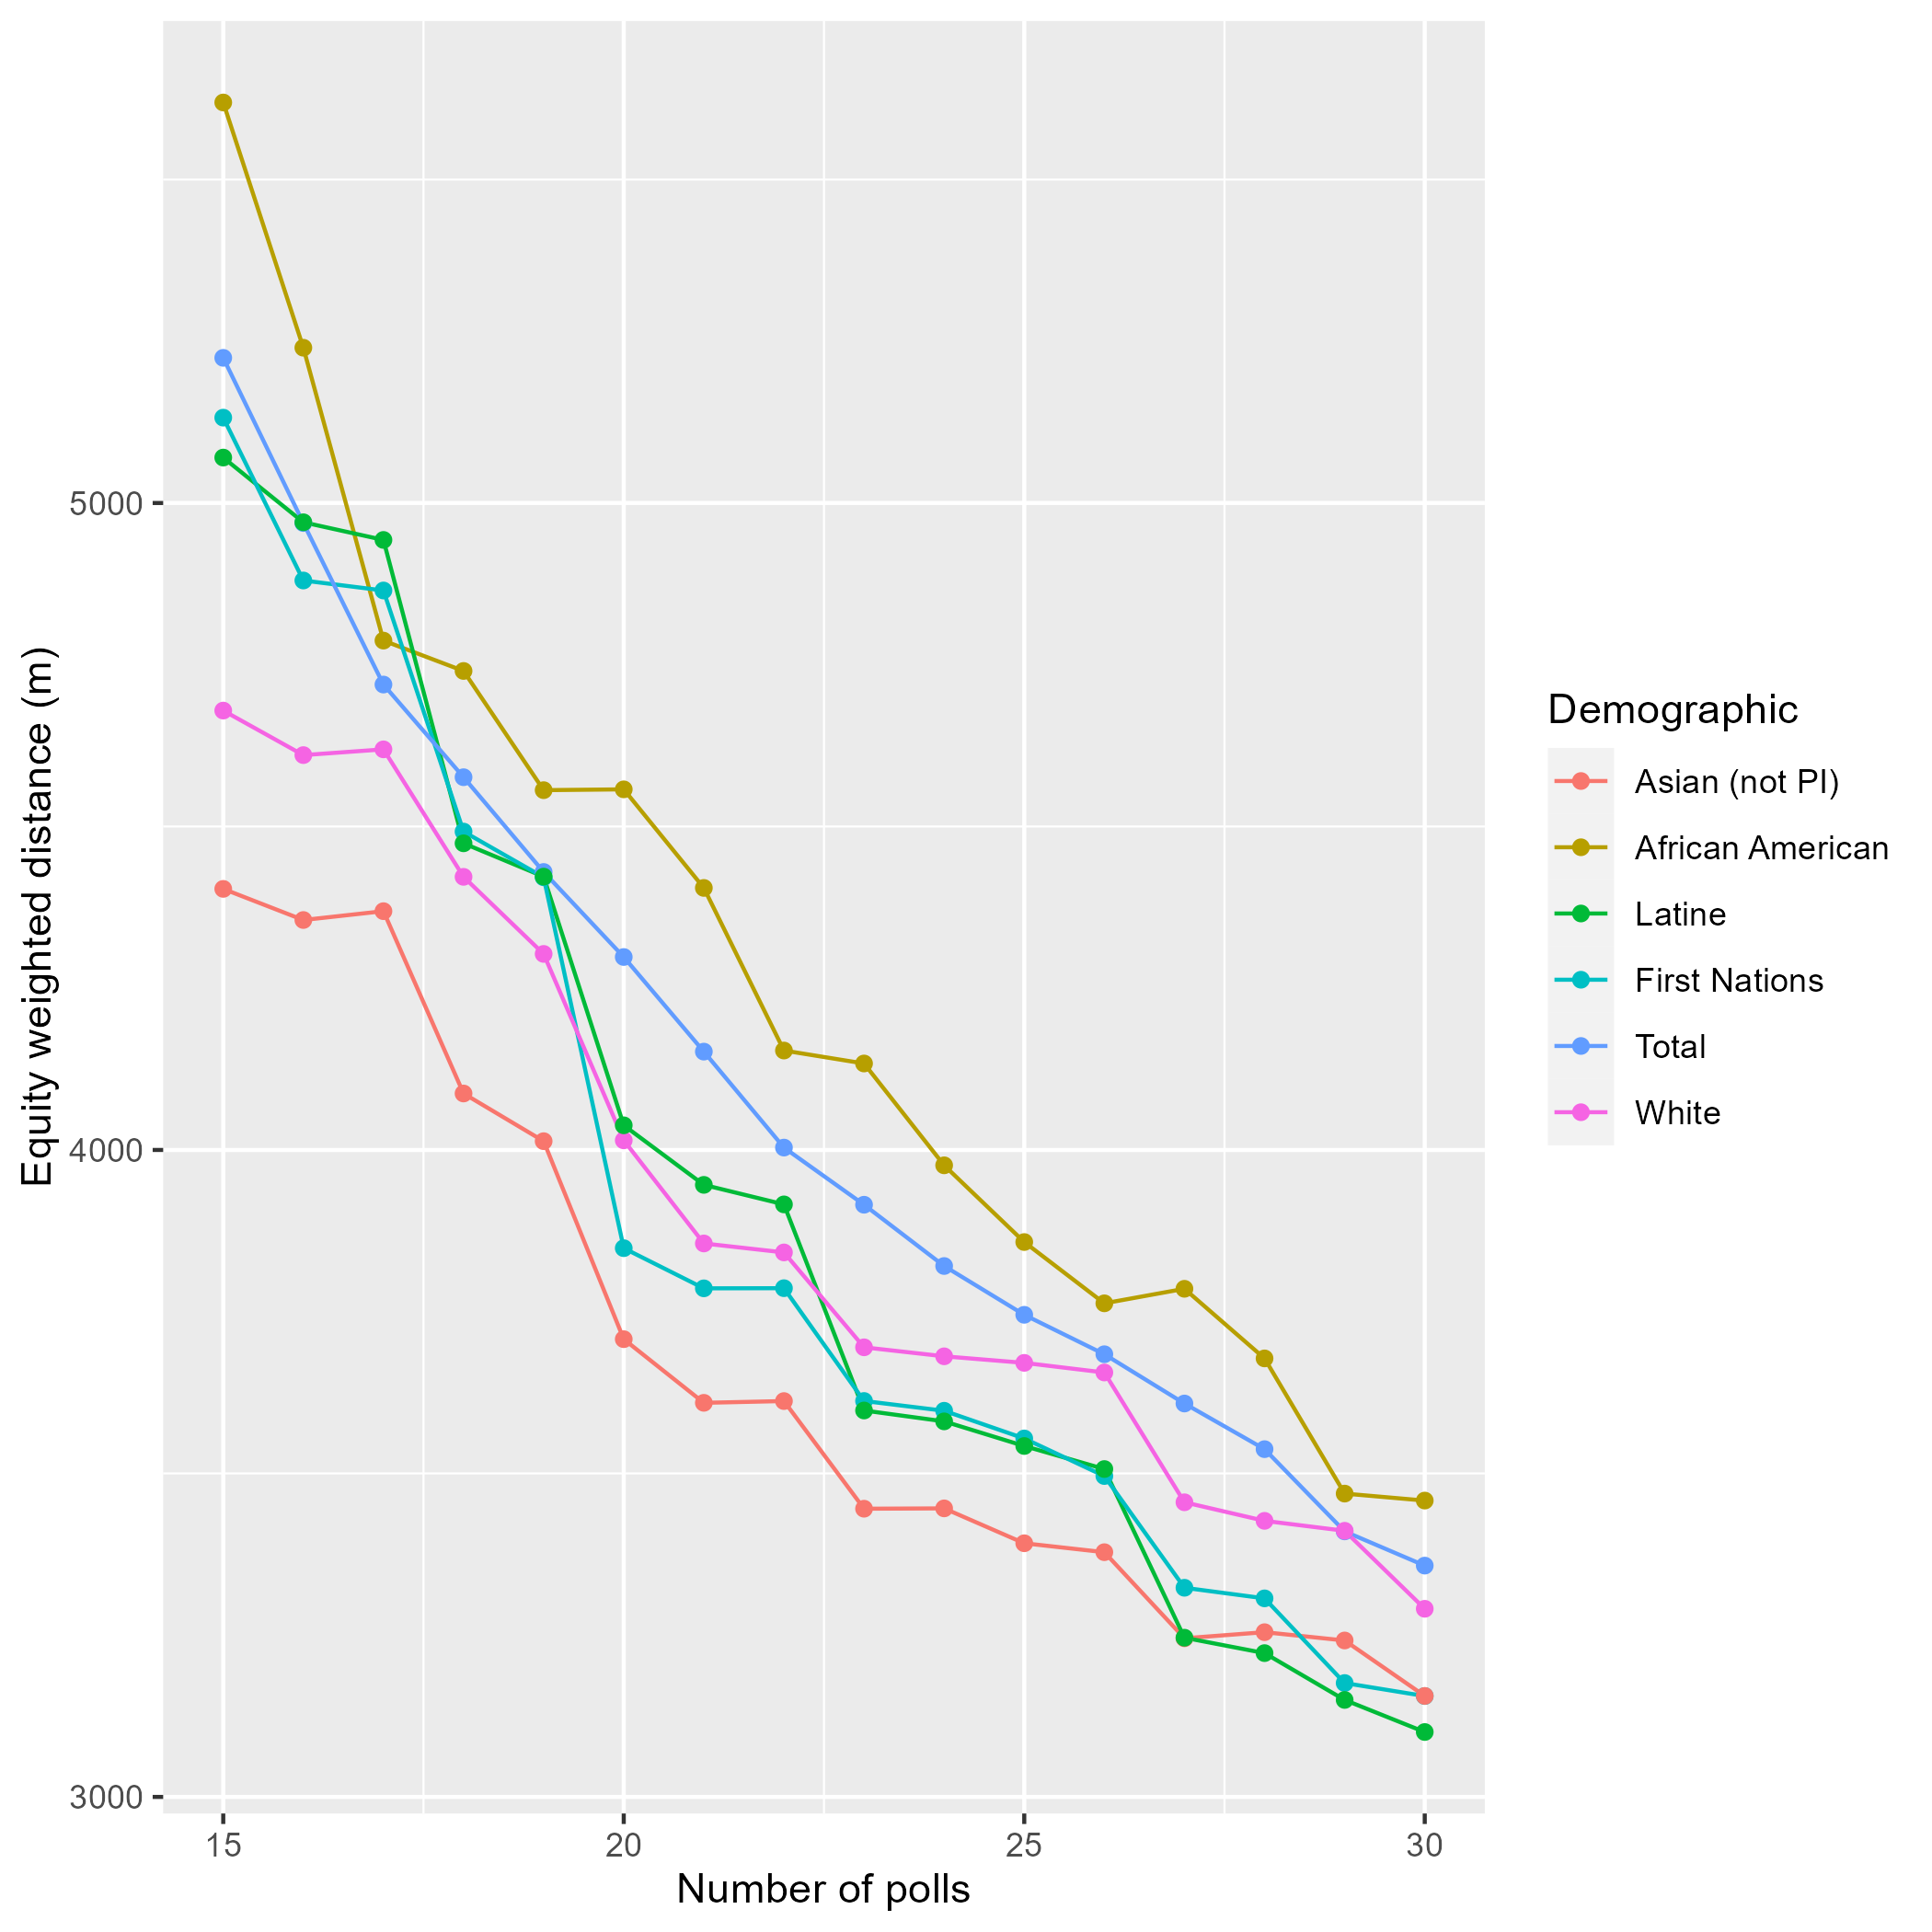 Equity weighted distance (m)
5000
4000
3000
15 20 25 30
Number of polls
Demographic
Asian (not PI)
African American
Latine
First Nations
Total
White